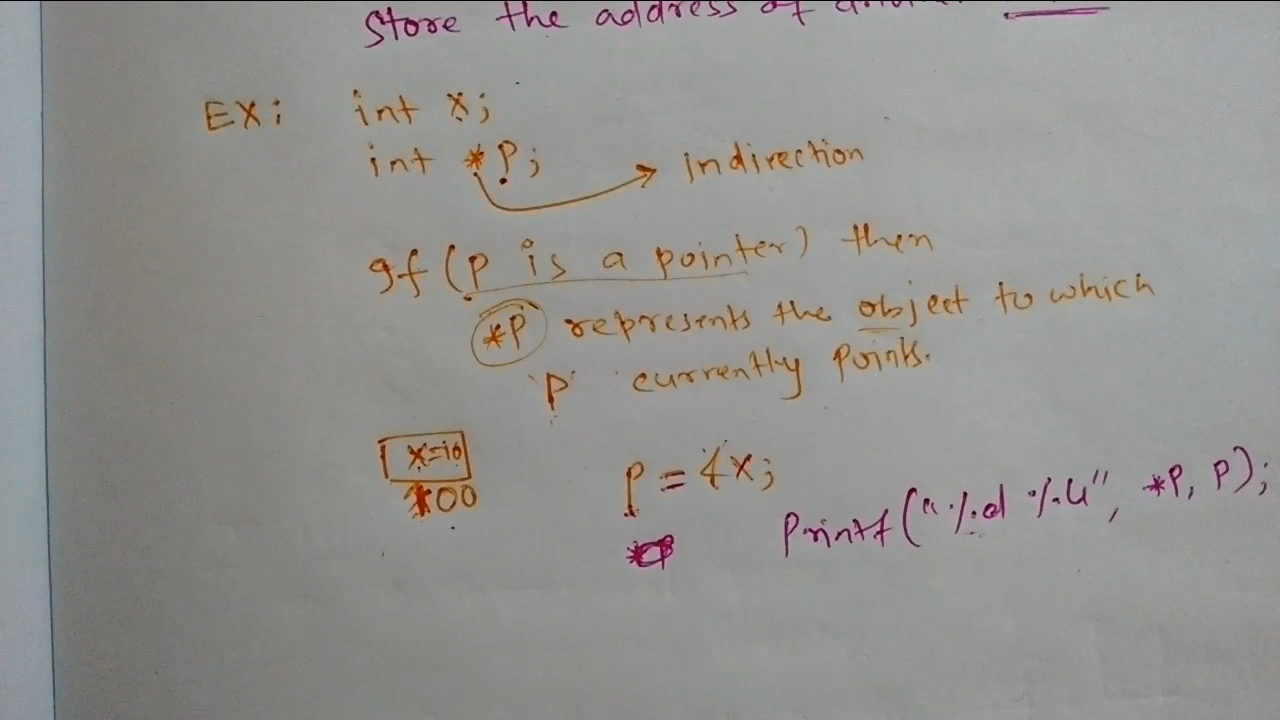 Store the address of
EX: int x;
int *P; → indirection
If (P is a pointer) then
*P represents the object to which
'P' currently points.
x=10
100
P = &x;
Printf ("%d %u", *P, P);